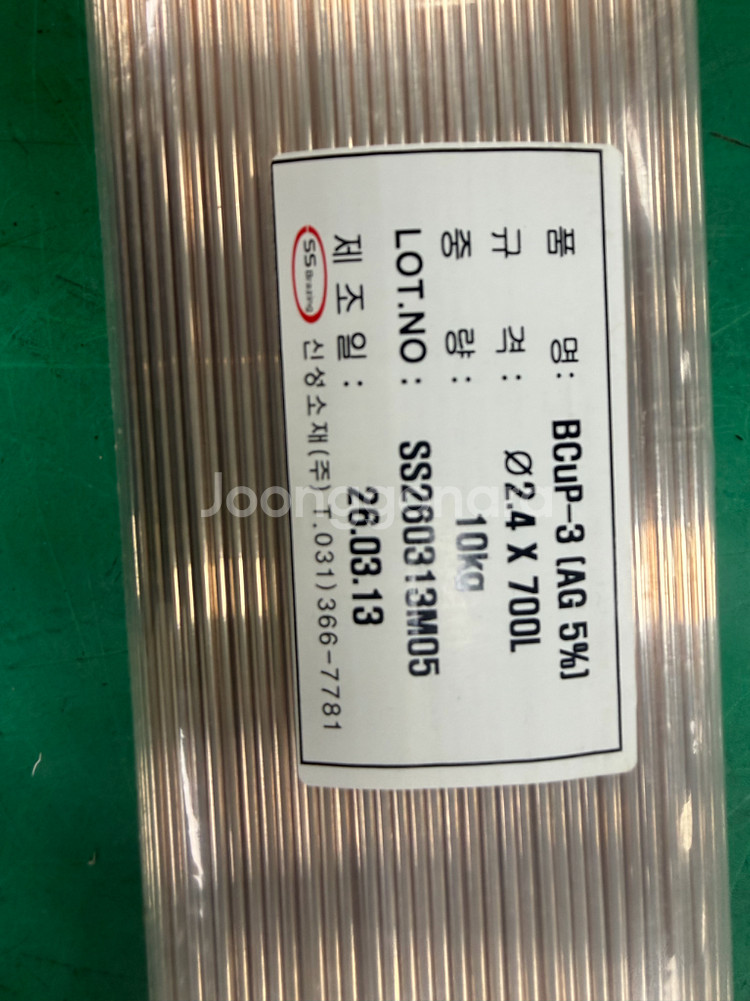 품 명: BCuP-3 (AG 5%)
규 격: Ø2.4 X 700L
중 량: 10kg
LOT.NO: SS260313M05
제 조 일: 26.03.13
SS Brazing 신성소재(주) T.031)366-7781
Joonggonara